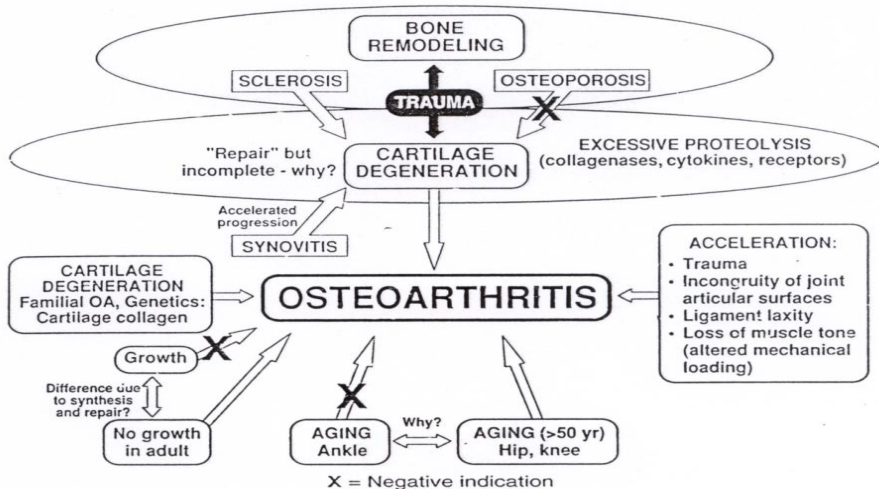 BONE
REMODELING
SCLEROSIS
OSTEOPOROSIS
TRAUMA
X
"Repair" but
incomplete - why?
CARTILAGE
DEGENERATION
EXCESSIVE PROTEOLYSIS
(collagenases, cytokines, receptors)
Accelerated
progression
SYNOVITIS
CARTILAGE
DEGENERATION
Familial OA, Genetics:
Cartilage collagen
OSTEOARTHRITIS
ACCELERATION:
• Trauma
• Incongruity of joint
articular surfaces
• Ligament laxity
• Loss of muscle tone
(altered mechanical
loading)
Growth
X
Difference due
to synthesis
and repair?
No growth
in adult
X
AGING
Ankle
Why?
AGING (>50 yr)
Hip, knee
X = Negative indication